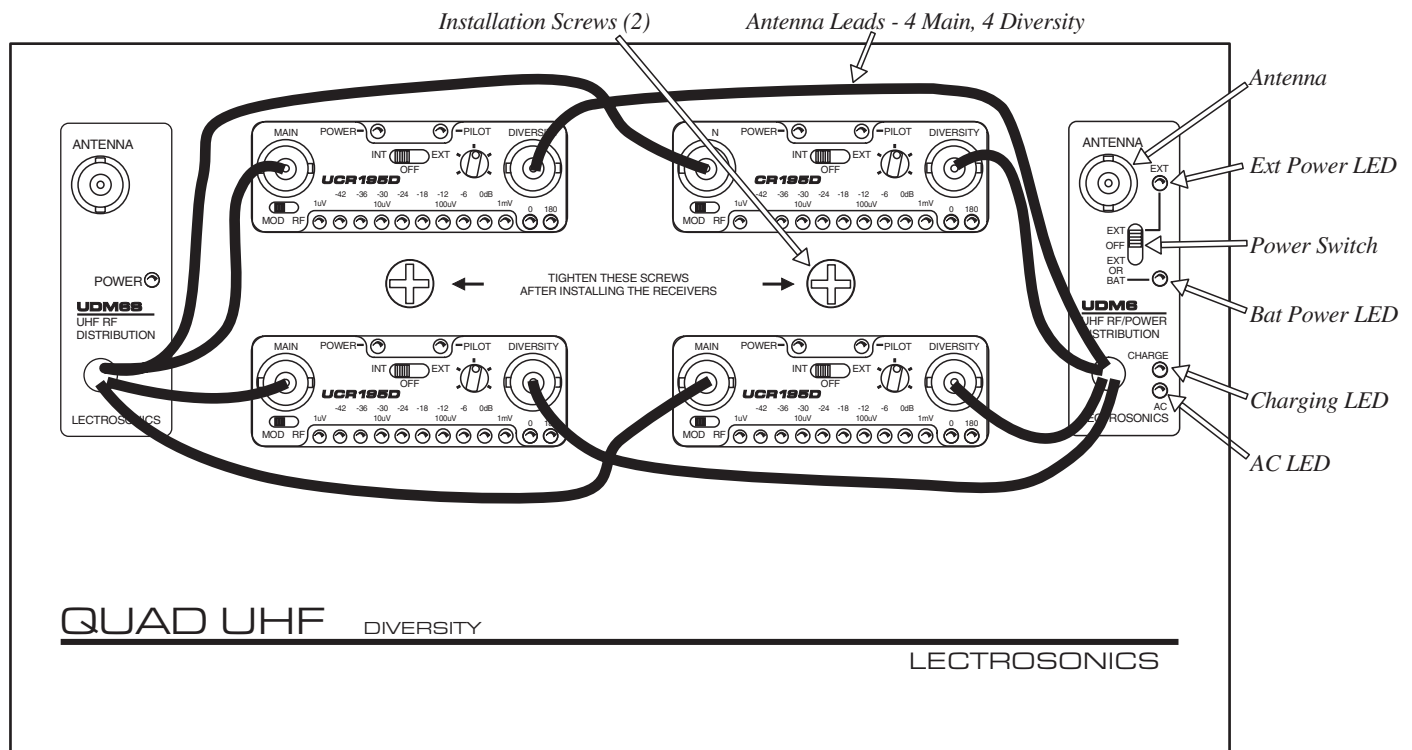 Installation Screws (2)
Antenna Leads - 4 Main, 4 Diversity
Antenna
Ext Power LED
Power Switch
Bat Power LED
Charging LED
AC LED
ANTENNA
POWER
UDM6S
UHF RF
DISTRIBUTION
LECTROSONICS
MAIN POWER PILOT DIVERSITY
INT EXT
OFF
UCR195D
-42 -36 -30 -24 -18 -12 -6 0dB
1uV 10uV 100uV 1mV 0 180
MOD RF
N POWER PILOT DIVERSITY
INT EXT
OFF
CR195D
-42 -36 -30 -24 -18 -12 -6 0dB
1uV 10uV 100uV 1mV 0 180
MOD RF
TIGHTEN THESE SCREWS
AFTER INSTALLING THE RECEIVERS
MAIN POWER PILOT DIVERSITY
INT EXT
OFF
UCR195D
-42 -36 -30 -24 -18 -12 -6 0dB
1uV 10uV 100uV 1mV 0
MOD RF
MAIN POWER PILOT DIVERSITY
INT EXT
OFF
UCR195D
-42 -36 -30 -24 -18 -12 -6 0dB
1uV 10uV 100uV 1mV 0 180
MOD RF
ANTENNA
EXT
EXT
OFF
EXT
OR
BAT
UDM6
UHF RF/POWER
DISTRIBUTION
CHARGE
AC
LECTROSONICS
QUAD UHF DIVERSITY
LECTROSONICS